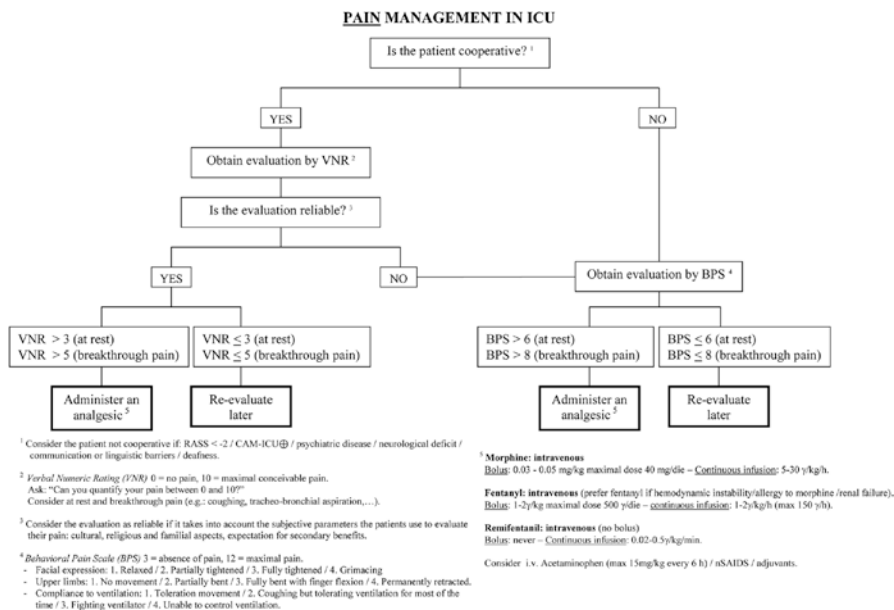 PAIN MANAGEMENT IN ICU
Is the patient cooperative? 1
YES
NO
Obtain evaluation by VNR 2
Is the evaluation reliable? 3
YES
NO
Obtain evaluation by BPS 4
VNR > 3 (at rest)
VNR > 5 (breakthrough pain)
VNR ≤ 3 (at rest)
VNR ≤ 5 (breakthrough pain)
BPS > 6 (at rest)
BPS > 8 (breakthrough pain)
BPS ≤ 6 (at rest)
BPS ≤ 8 (breakthrough pain)
Administer an
analgesic 5
Re-evaluate
later
Administer an
analgesic 5
Re-evaluate
later
1 Consider the patient not cooperative if: RASS < -2 / CAM-ICU⊕ / psychiatric disease / neurological deficit /
communication or linguistic barriers / deafness.
2 Verbal Numeric Rating (VNR) 0 = no pain, 10 = maximal conceivable pain.
Ask: “Can you quantify your pain between 0 and 10?”
Consider at rest and breakthrough pain (e.g.: coughing, tracheo-bronchial aspiration,…).
3 Consider the evaluation as reliable if it takes into account the subjective parameters the patients use to evaluate
their pain: cultural, religious and familial aspects, expectation for secondary benefits.
4 Behavioral Pain Scale (BPS) 3 = absence of pain, 12 = maximal pain.
- Facial expression: 1. Relaxed / 2. Partially tightened / 3. Fully tightened / 4. Grimacing
- Upper limbs: 1. No movement / 2. Partially bent / 3. Fully bent with finger flexion / 4. Permanently retracted.
- Compliance to ventilation: 1. Toleration movement / 2. Coughing but tolerating ventilation for most of the
time / 3. Fighting ventilator / 4. Unable to control ventilation.
5 Morphine: intravenous
Bolus: 0.03 - 0.05 mg/kg maximal dose 40 mg/die – Continuous infusion: 5-30 γ/kg/h.
Fentanyl: intravenous (prefer fentanyl if hemodynamic instability/allergy to morphine /renal failure).
Bolus: 1-2γ/kg maximal dose 500 γ/die – continuous infusion: 1-2γ/kg/h (max 150 γ/h).
Remifentanil: intravenous (no bolus)
Bolus: never – Continuous infusion: 0.02-0.5γ/kg/min.
Consider i.v. Acetaminophen (max 15mg/kg every 6 h) / nSAIDS / adjuvants.